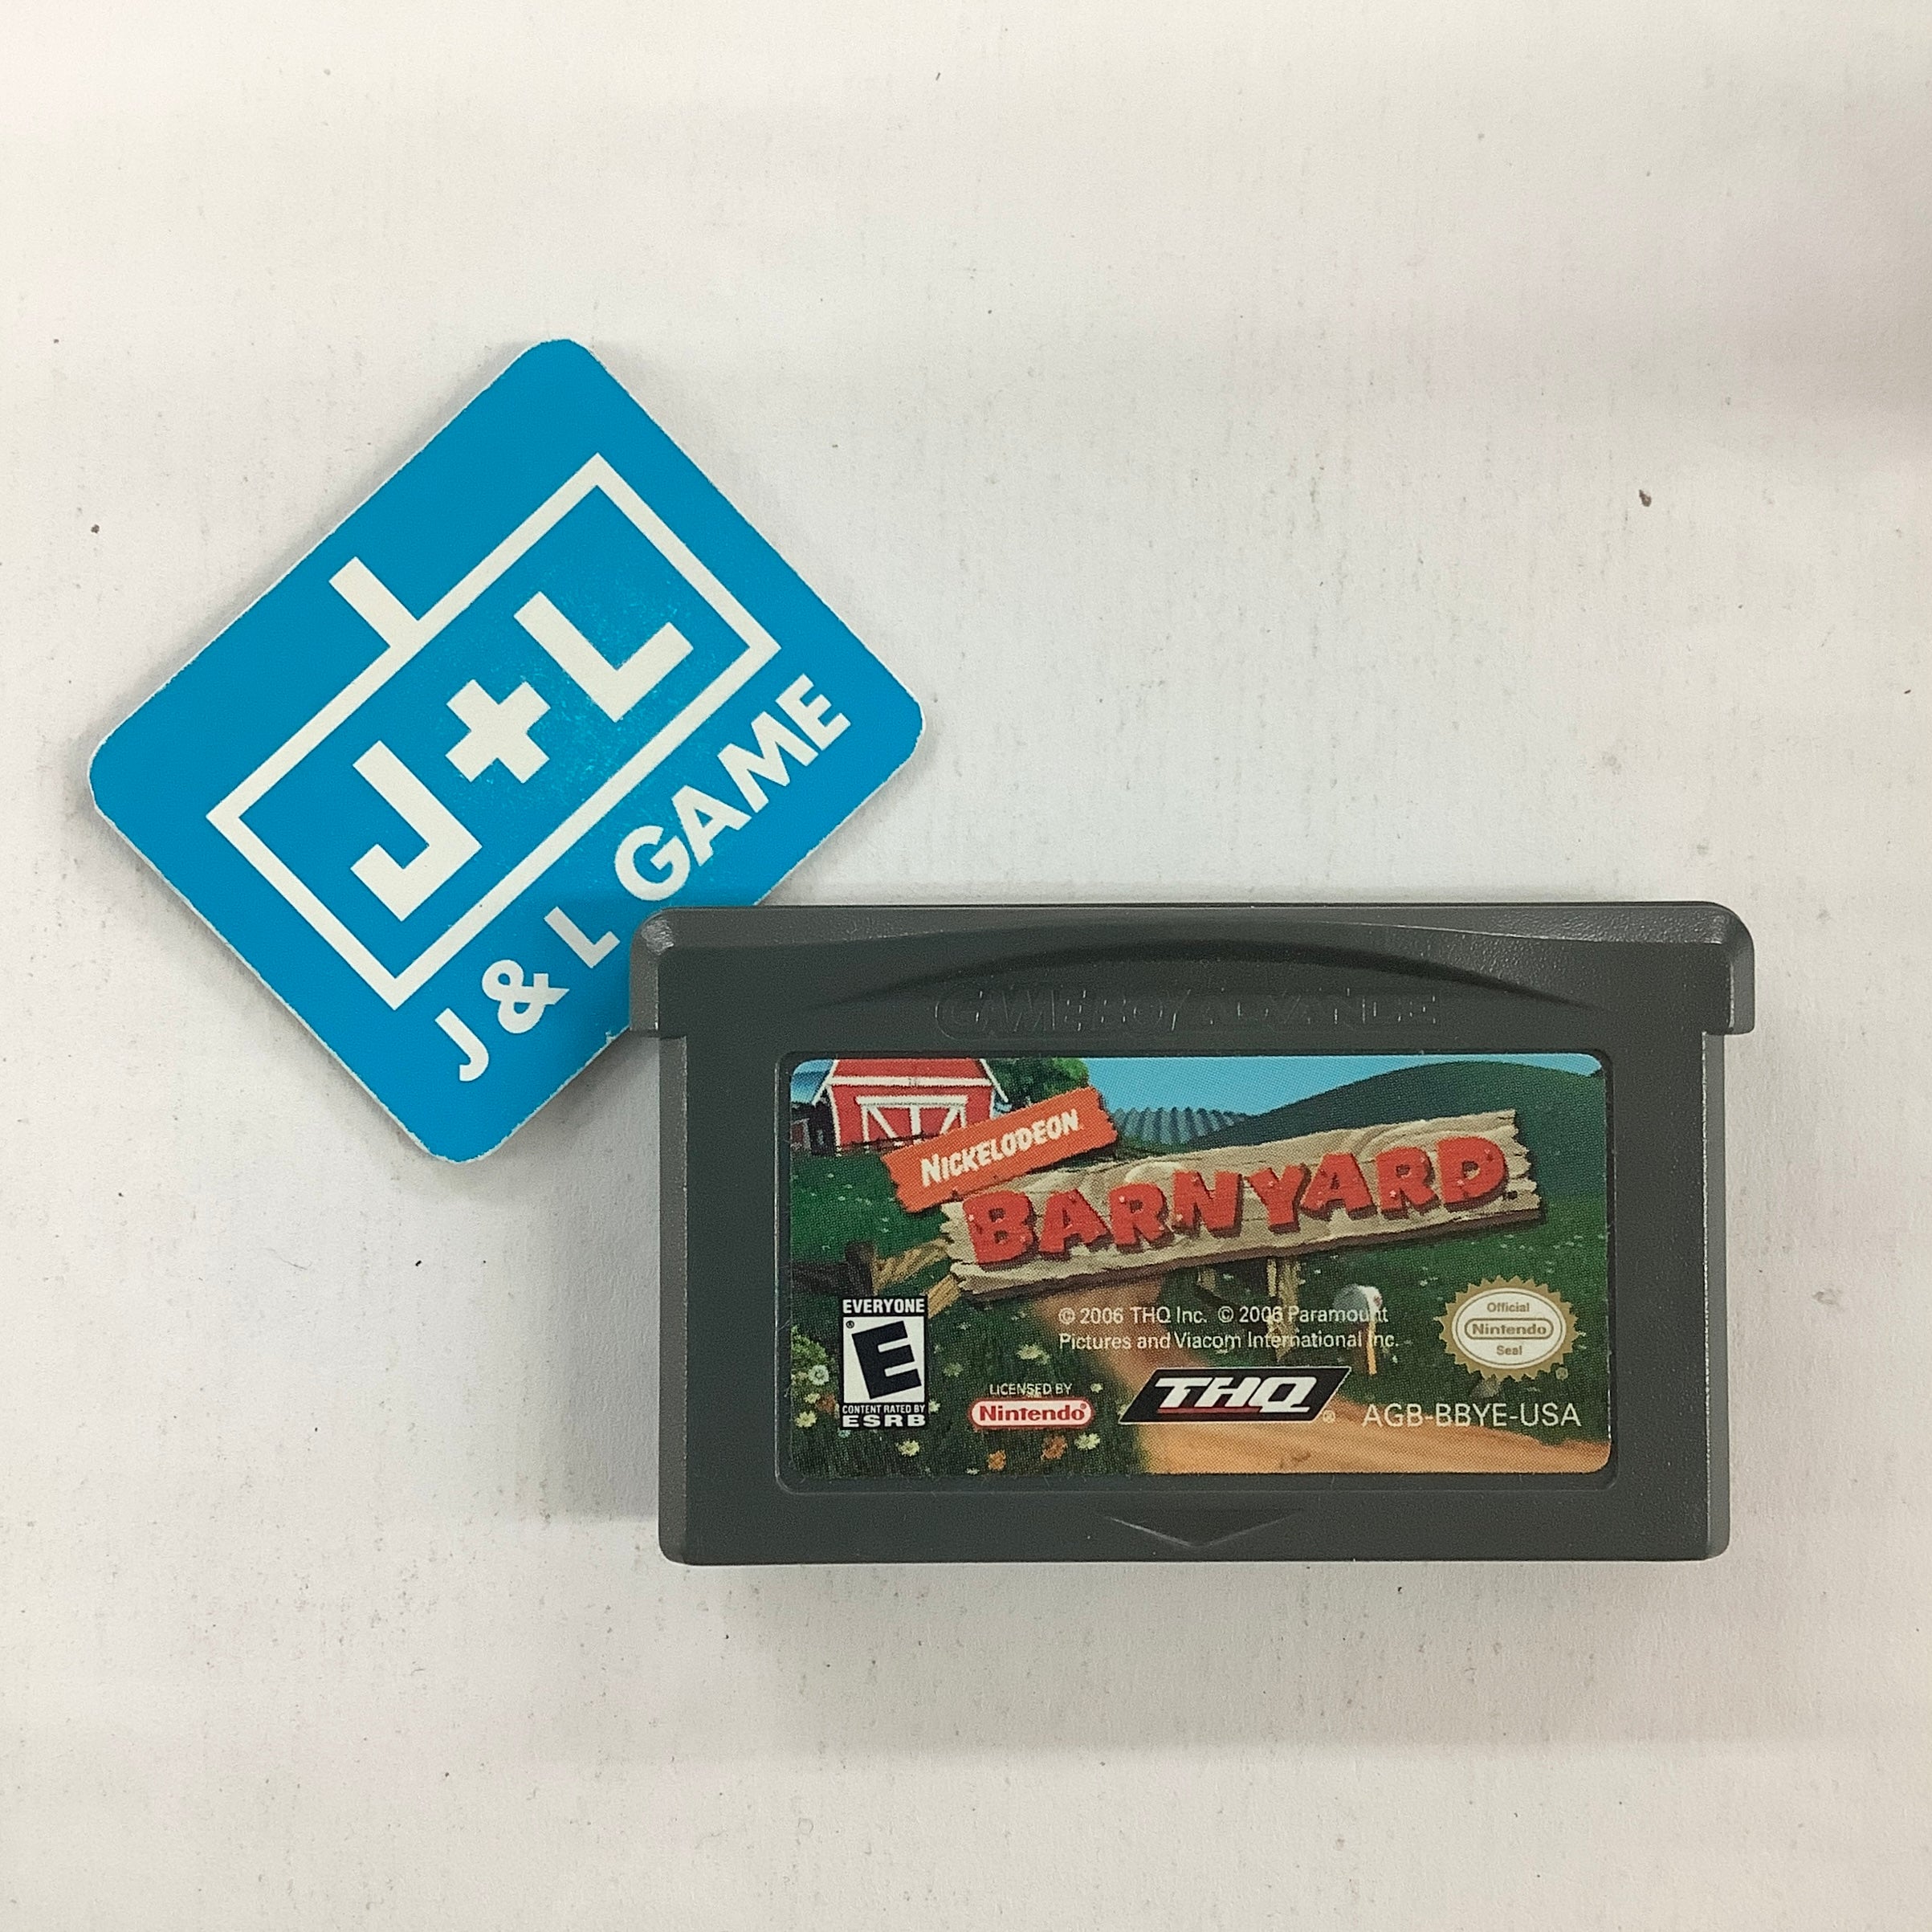 J+L
J & L GAME
GAME BOY ADVANCE
NICKELODEON
BARNYARD
EVERYONE
E
CONTENT RATED BY
ESRB
© 2006 THQ Inc. © 2006 Paramount
Pictures and Viacom International Inc.
LICENSED BY
Nintendo®
THQ®
Official
Nintendo
Seal
AGB-BBYE-USA